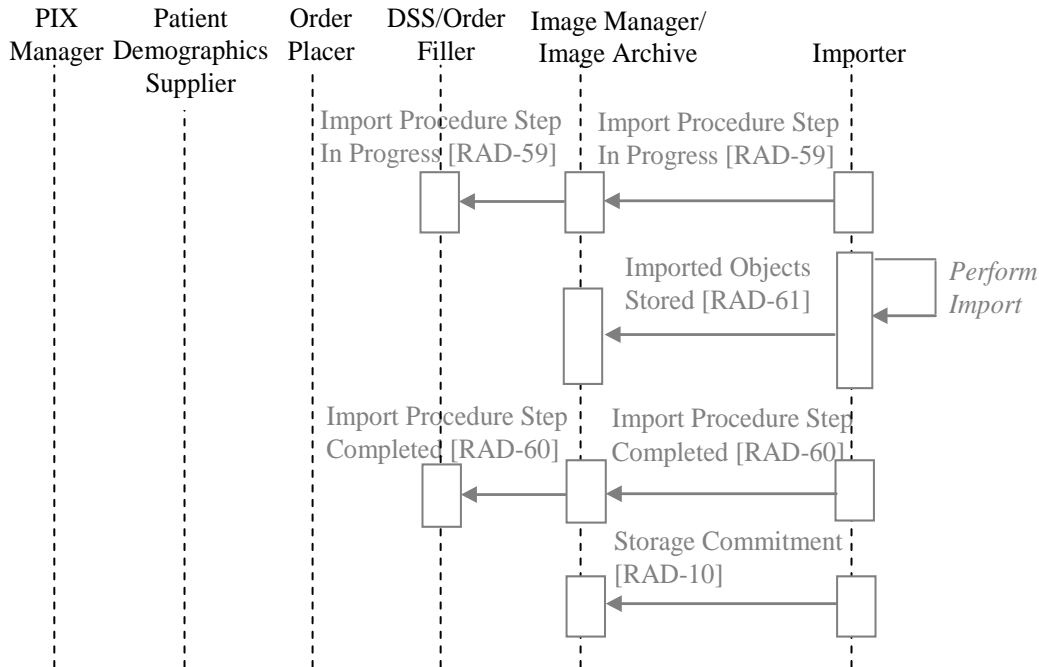 PIX
Manager
Patient
Demographics
Supplier
Order
Placer
DSS/Order
Filler
Image Manager/
Image Archive
Importer
Import Procedure Step
In Progress [RAD-59]
Import Procedure Step
In Progress [RAD-59]
Imported Objects
Stored [RAD-61]
Perform
Import
Import Procedure Step
Completed [RAD-60]
Import Procedure Step
Completed [RAD-60]
Storage Commitment
[RAD-10]